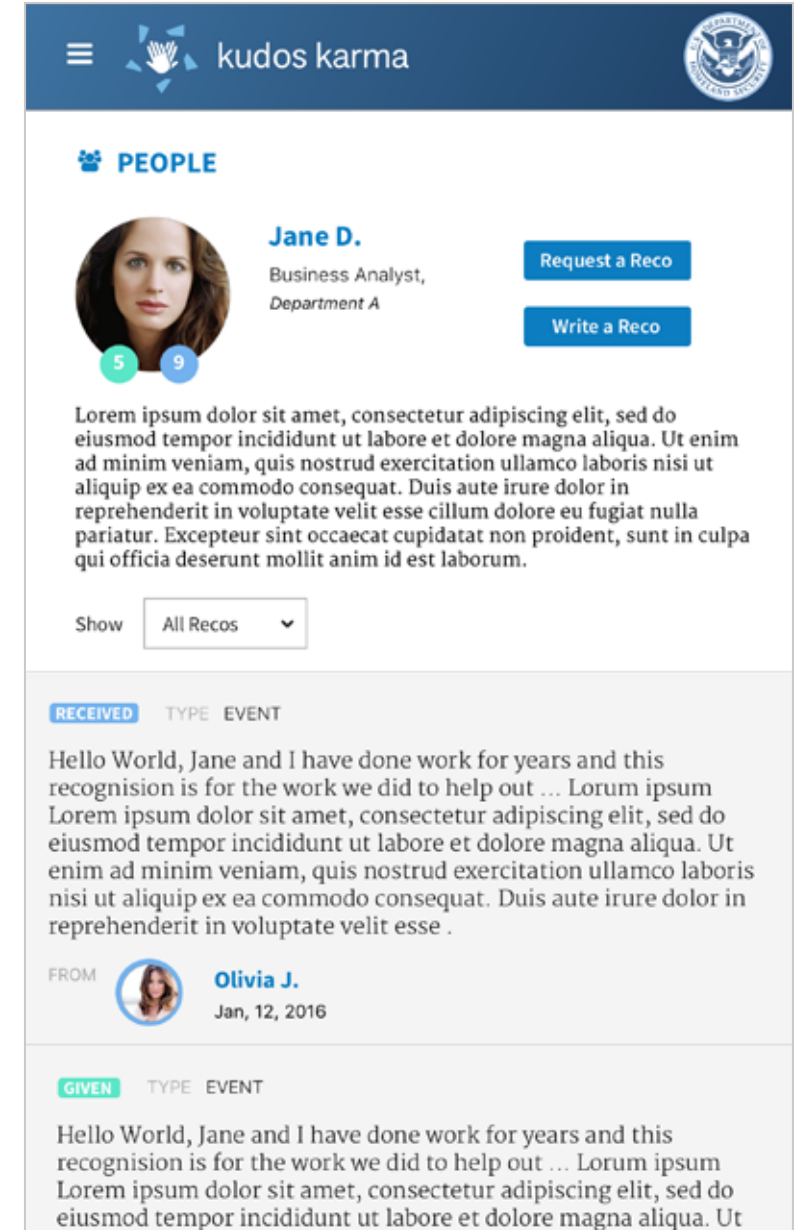 kudos karma
U.S. DEPARTMENT OF HOMELAND SECURITY
PEOPLE
Jane D.
Business Analyst,
Department A
Request a Reco
Write a Reco
5 9
Lorem ipsum dolor sit amet, consectetur adipiscing elit, sed do
eiusmod tempor incididunt ut labore et dolore magna aliqua. Ut enim
ad minim veniam, quis nostrud exercitation ullamco laboris nisi ut
aliquip ex ea commodo consequat. Duis aute irure dolor in
reprehenderit in voluptate velit esse cillum dolore eu fugiat nulla
pariatur. Excepteur sint occaecat cupidatat non proident, sunt in culpa
qui officia deserunt mollit anim id est laborum.
Show All Recos
RECEIVED TYPE EVENT
Hello World, Jane and I have done work for years and this
recognision is for the work we did to help out ... Lorum ipsum
Lorem ipsum dolor sit amet, consectetur adipiscing elit, sed do
eiusmod tempor incididunt ut labore et dolore magna aliqua. Ut
enim ad minim veniam, quis nostrud exercitation ullamco laboris
nisi ut aliquip ex ea commodo consequat. Duis aute irure dolor in
reprehenderit in voluptate velit esse .
FROM
Olivia J.
Jan, 12, 2016
GIVEN TYPE EVENT
Hello World, Jane and I have done work for years and this
recognision is for the work we did to help out ... Lorum ipsum
Lorem ipsum dolor sit amet, consectetur adipiscing elit, sed do
eiusmod tempor incididunt ut labore et dolore magna aliqua. Ut